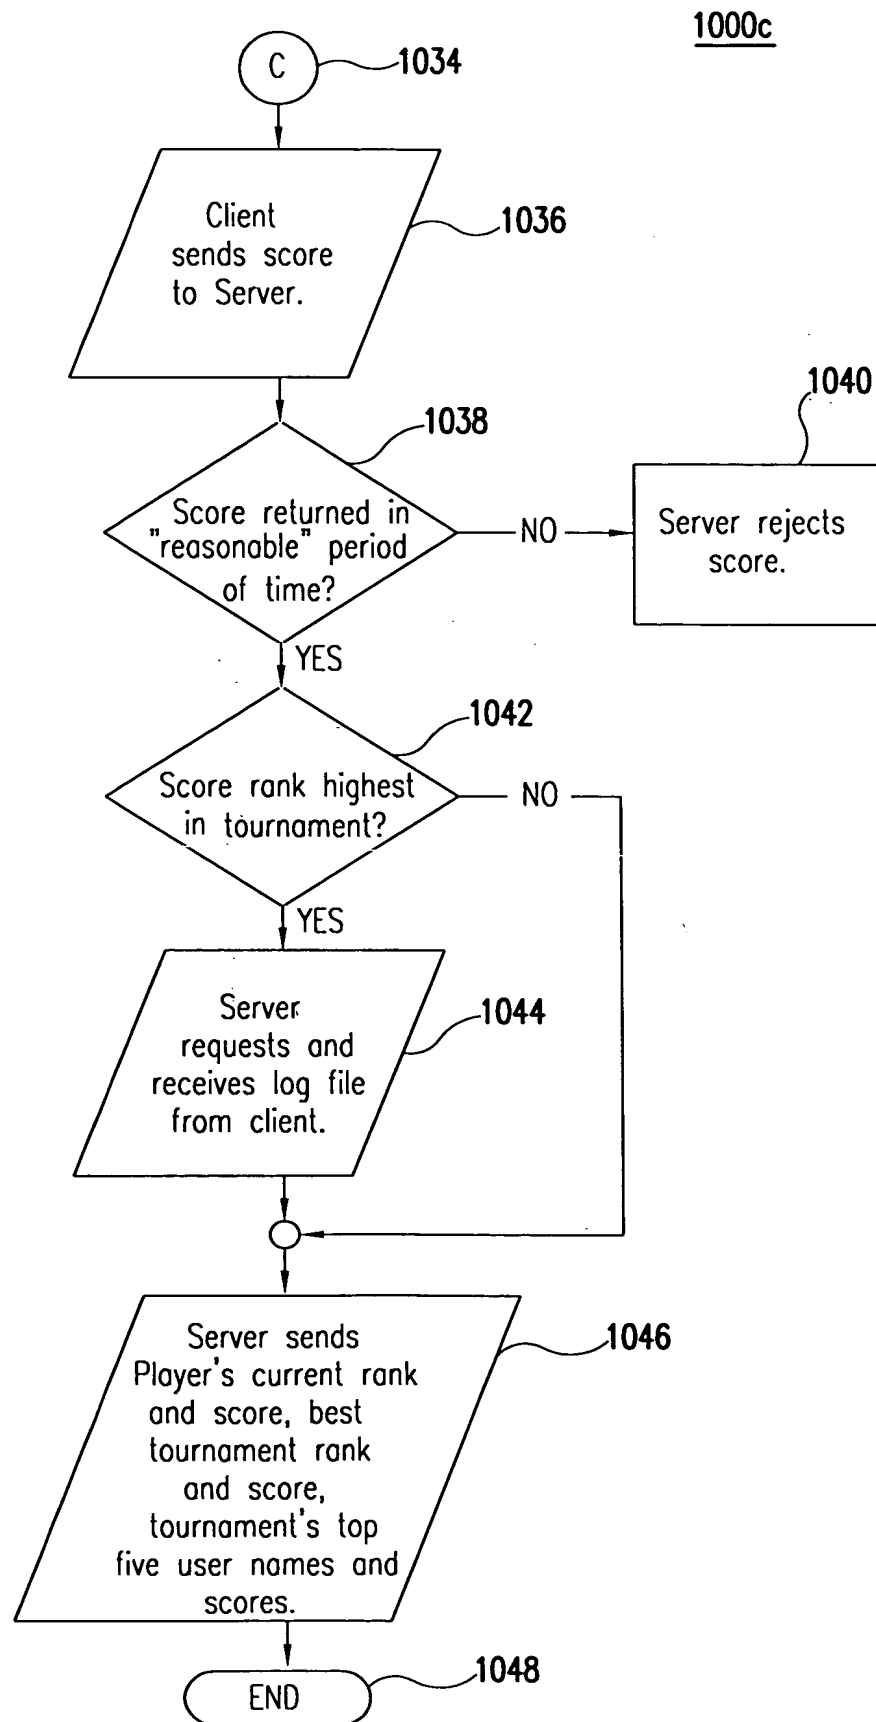 1000c
C
1034
Client
sends score
to Server.
1036
1038
Score returned in
"reasonable" period
of time?
NO
1040
Server rejects
score.
YES
1042
Score rank highest
in tournament?
NO
YES
Server
requests and
receives log file
from client.
1044
Server sends
Player's current rank
and score, best
tournament rank
and score,
tournament's top
five user names and
scores.
1046
END
1048